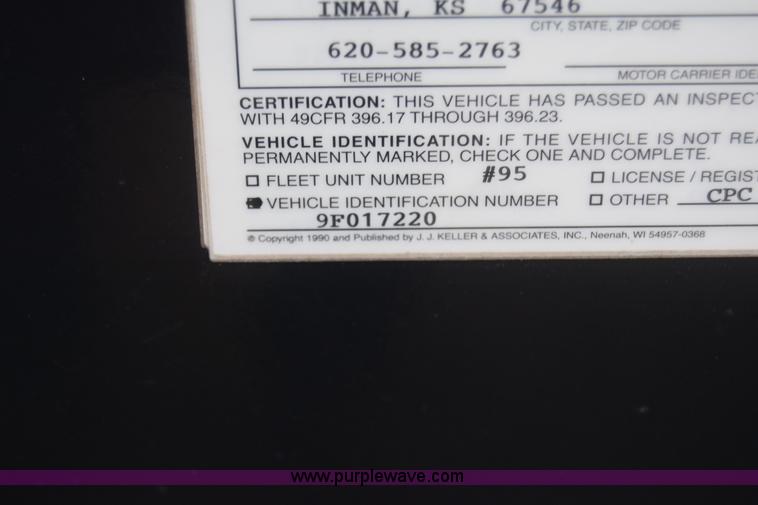 INMAN, KS 67546
CITY, STATE, ZIP CODE
620-585-2763
TELEPHONE
MOTOR CARRIER IDE
CERTIFICATION: THIS VEHICLE HAS PASSED AN INSPECT
WITH 49CFR 396.17 THROUGH 396.23.
VEHICLE IDENTIFICATION: IF THE VEHICLE IS NOT REA
PERMANENTLY MARKED, CHECK ONE AND COMPLETE.
FLEET UNIT NUMBER #95 LICENSE / REGIST
VEHICLE IDENTIFICATION NUMBER OTHER CPC
9F017220
© Copyright 1990 and Published by J. J. KELLER & ASSOCIATES, INC., Neenah, WI 54957-0368
www.purplewave.com